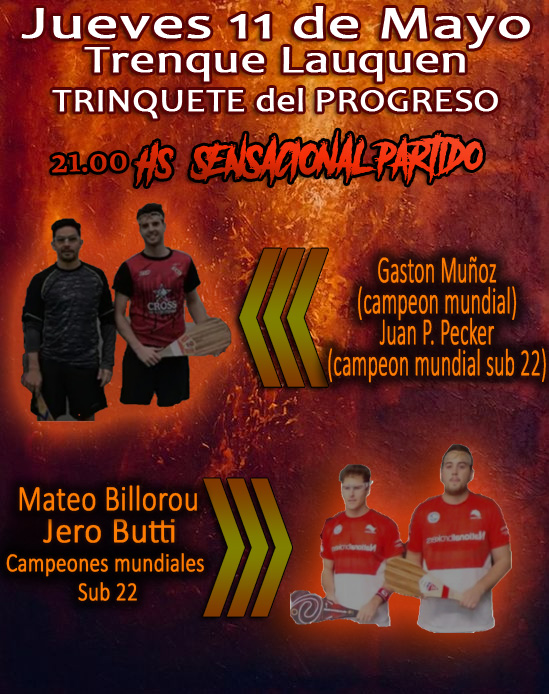 Jueves 11 de Mayo
Trenque Lauquen
TRINQUETE del PROGRESO
21.00 HS SENSACIONAL PARTIDO
Gaston Muñoz
(campeon mundial)
Juan P. Pecker
(campeon mundial sub 22)
CROSS
Mateo Billorou
Jero Butti
Campeones mundiales
Sub 22